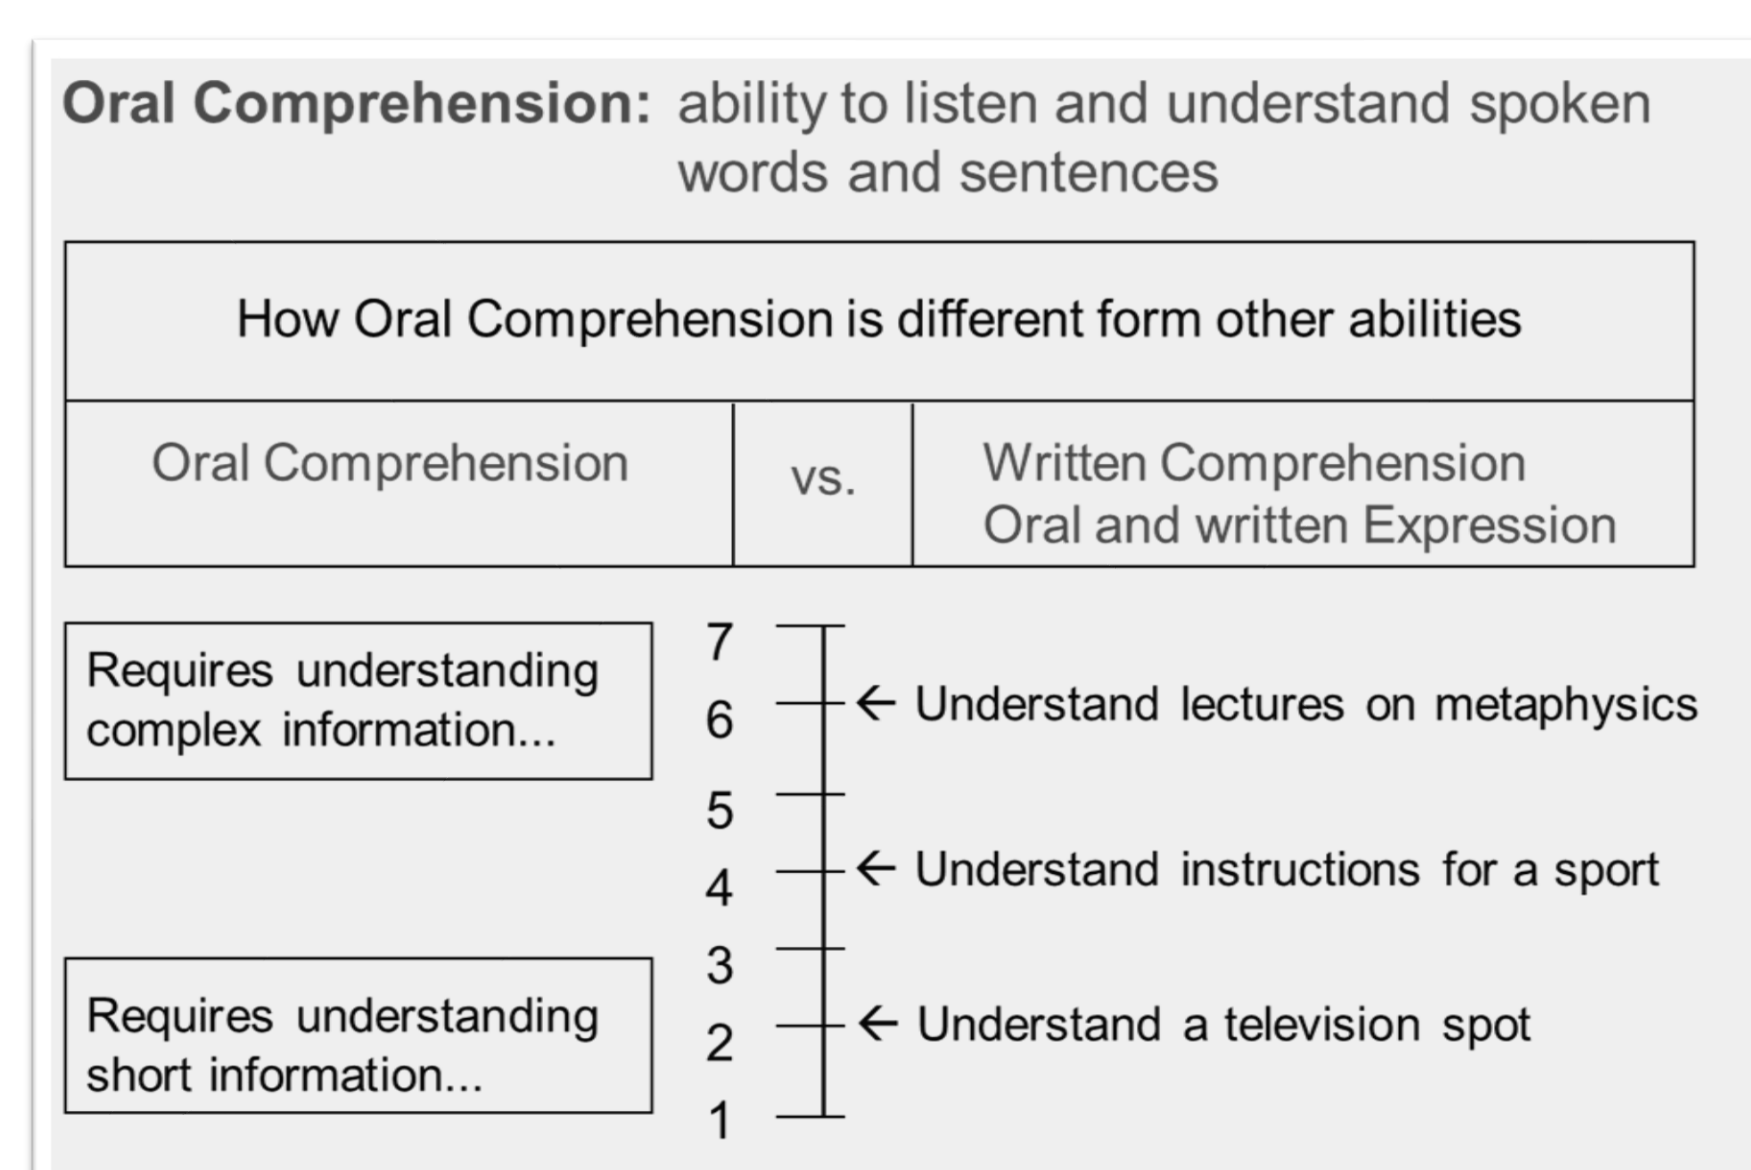 Oral Comprehension: ability to listen and understand spoken
words and sentences
How Oral Comprehension is different form other abilities
Oral Comprehension
vs.
Written Comprehension
Oral and written Expression
Requires understanding
complex information...
7
6
← Understand lectures on metaphysics
5
4
← Understand instructions for a sport
3
Requires understanding
short information...
2
← Understand a television spot
1